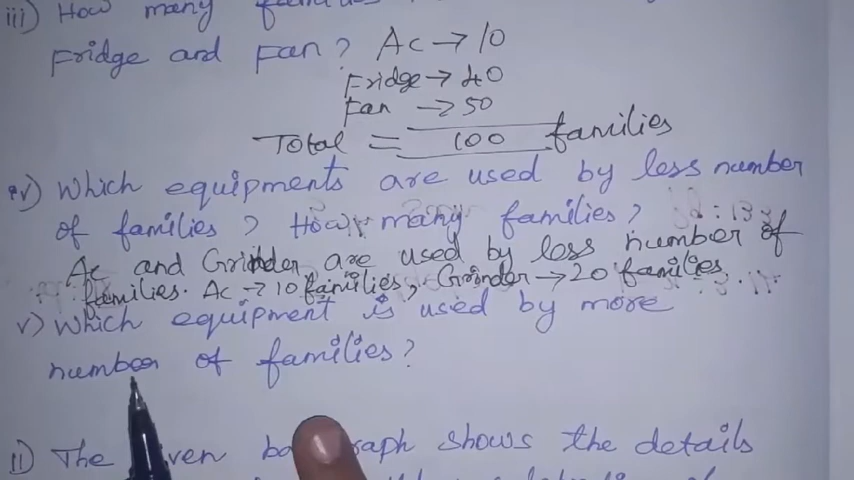 iii) How many families
Fridge and Fan? Ac → 10
Fridge → 40
Fan → 50
Total = 100 families
iv) Which equipments are used by less number
of families? How many families?
Ac and Grinder are used by less number of
families. Ac → 10 families, Grinder → 20 families.
v) Which equipment is used by more
number of families?
11) The given bar graph shows the details